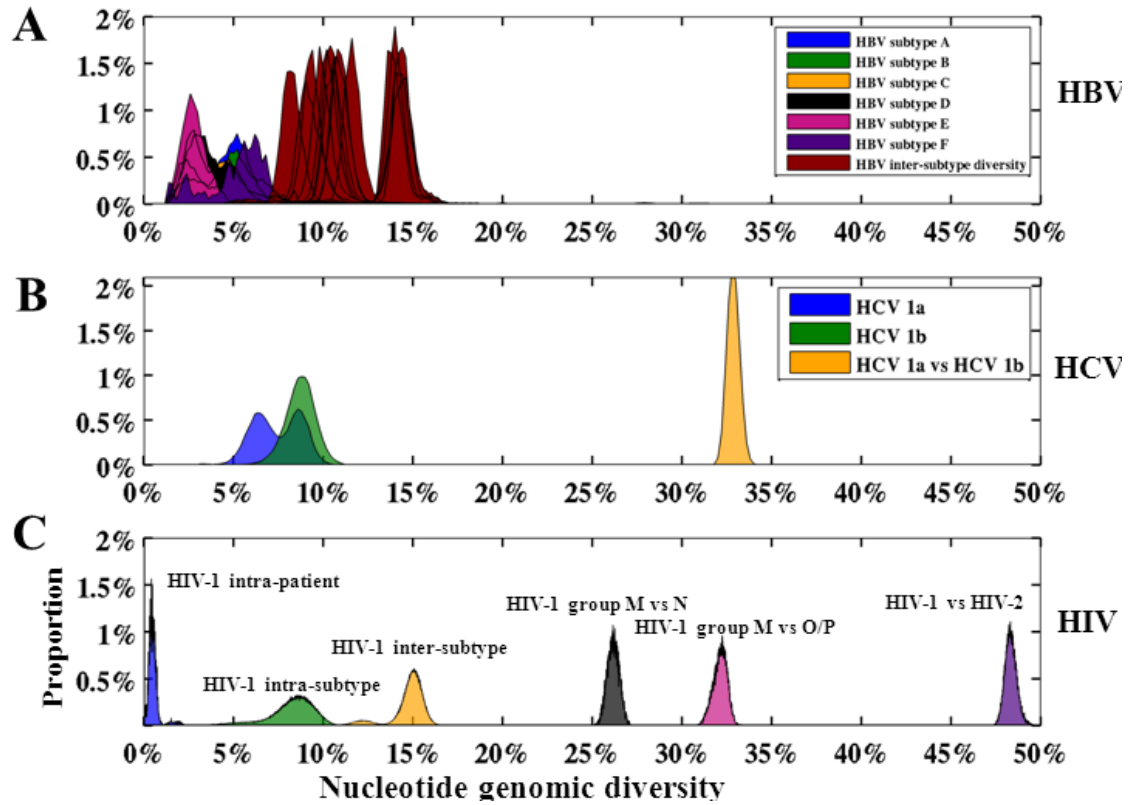 A
2%
1.5%
1%
0.5%
0%
0% 5% 10% 15% 20% 25% 30% 35% 40% 45% 50%
HBV subtype A
HBV subtype B
HBV subtype C
HBV subtype D
HBV subtype E
HBV subtype F
HBV inter-subtype diversity
HBV
B
2%
1.5%
1%
0.5%
0%
0% 5% 10% 15% 20% 25% 30% 35% 40% 45% 50%
HCV 1a
HCV 1b
HCV 1a vs HCV 1b
HCV
C
Proportion
2%
1.5%
1%
0.5%
HIV-1 intra-patient
HIV-1 intra-subtype
HIV-1 inter-subtype
HIV-1 group M vs N
HIV-1 group M vs O/P
HIV-1 vs HIV-2
HIV
0% 5% 10% 15% 20% 25% 30% 35% 40% 45% 50%
Nucleotide genomic diversity